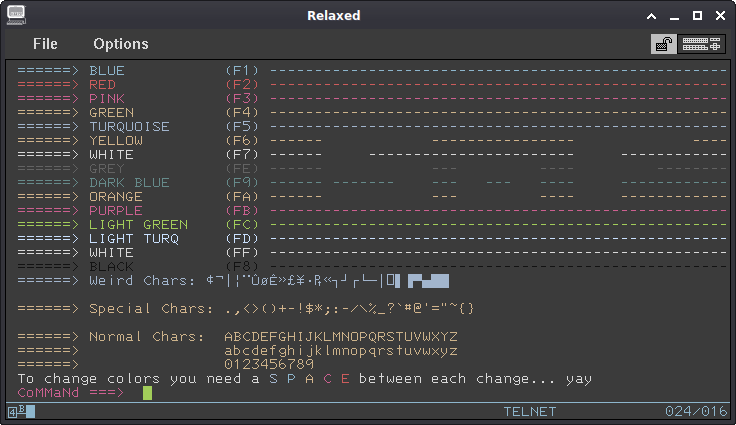 Relaxed
File Options
======> BLUE (F1) ---------------------------------------------------
======> RED (F2) ---------------------------------------------------
======> PINK (F3) ---------------------------------------------------
======> GREEN (F4) ---------------------------------------------------
======> TURQUOISE (F5) ---------------------------------------------------
======> YELLOW (F6) ------ ------------- --- ----
======> WHITE (F7) ------ ---------------------- ------------
======> GREY (FE) --- ---- ---------
======> DARK BLUE (F9) ------ ------- --- --- ---- ------------
======> ORANGE (FA) ------ --- ---- ------------
======> PURPLE (FB) ---------------------------------------------------
======> LIGHT GREEN (FC) ---------------------------------------------------
======> LIGHT TURQ (FD) ---------------------------------------------------
======> WHITE (FF) ---------------------------------------------------
======> BLACK (F8) ---------------------------------------------------
======> Weird Chars: ¢¬|¦¨ÛøÊ»£¥·₧«┐┘┌└─│
======> Special Chars: .,<>()+-!$*;:-/\%_?`#@'="~{}
======> Normal Chars: ABCDEFGHIJKLMNOPQRSTUVWXYZ
======> abcdefghijklmnopqrstuvwxyz
======> 0123456789
To change colors you need a S P A C E between each change... yay
CoMMaNd ===>
4 B TELNET 024/016